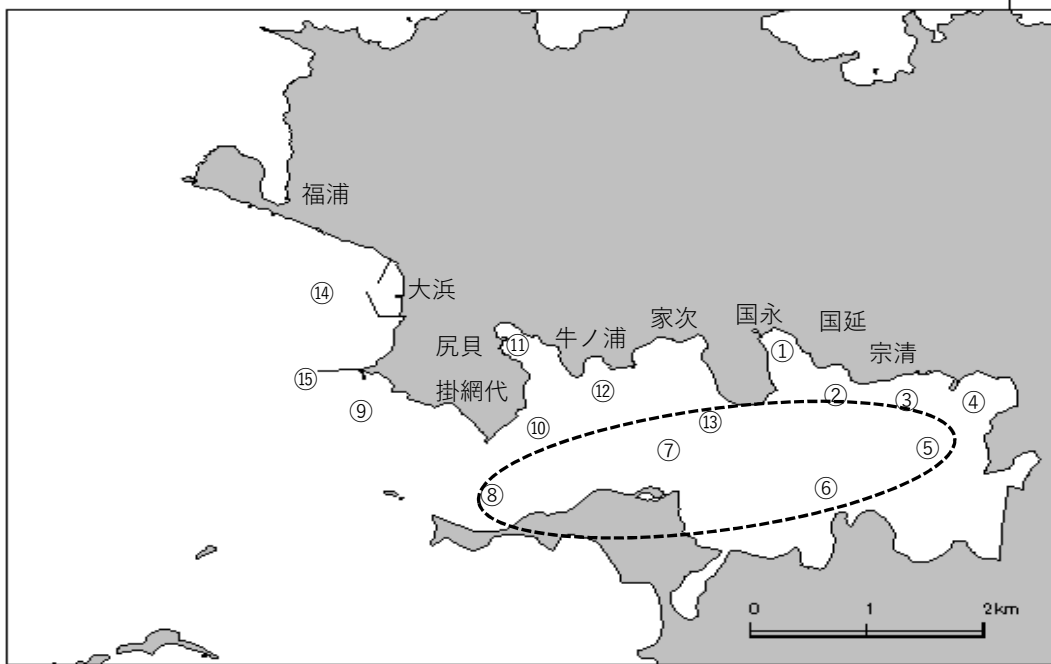 福浦
⑭
大浜
⑮
⑨
尻貝
⑪
牛ノ浦
家次
国永
国延
①
宗清
掛網代
⑫
②
③
④
⑩
⑬
⑦
⑤
⑧
⑥
0 1 2km